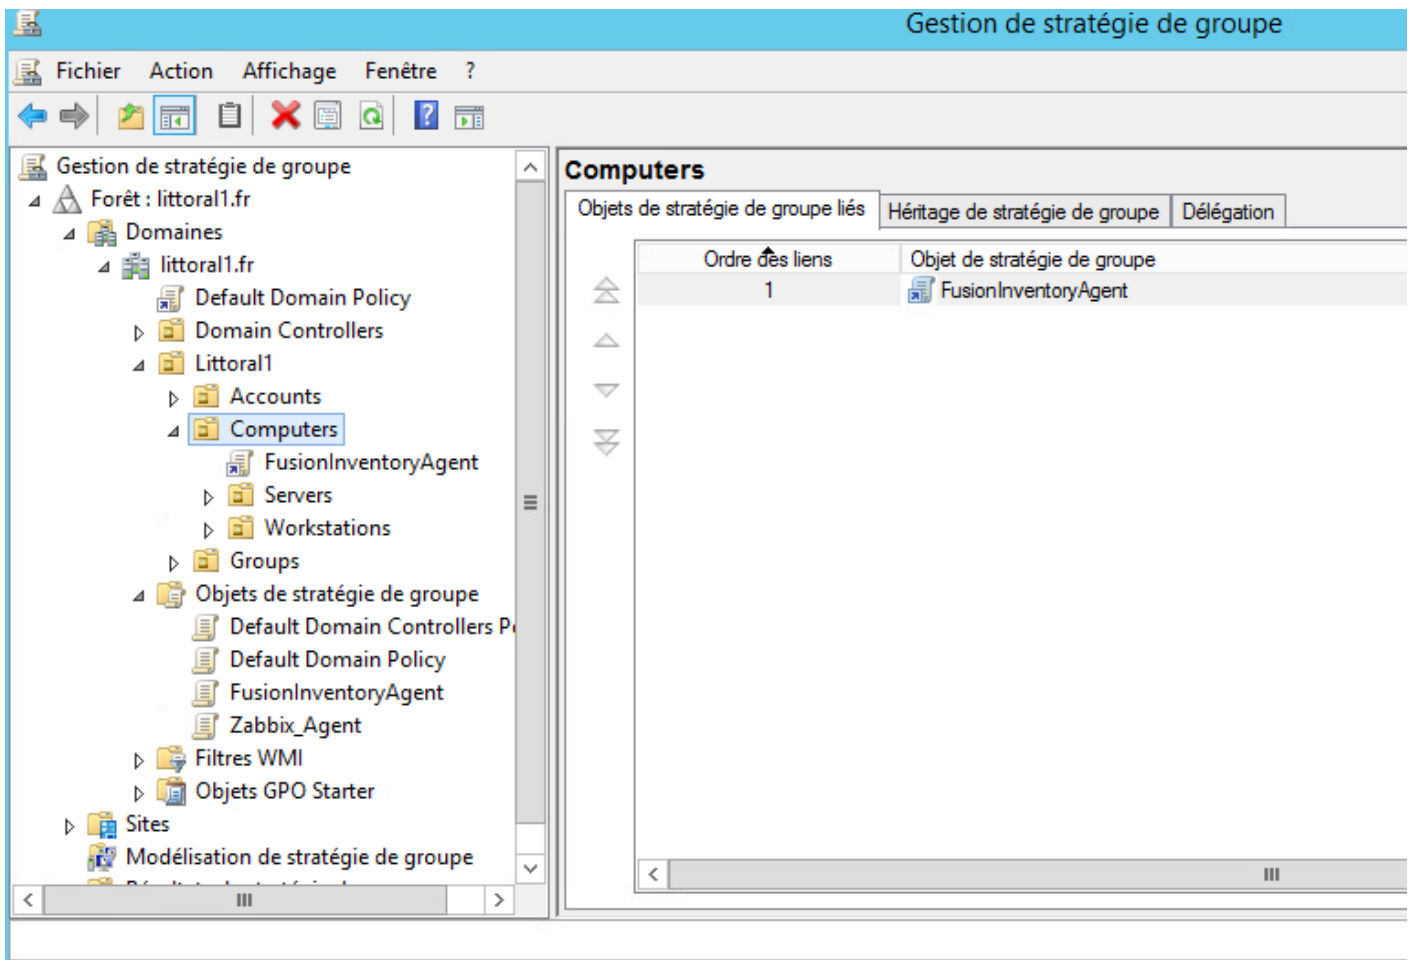 Gestion de stratégie de groupe
Fichier Action Affichage Fenêtre ?
Gestion de stratégie de groupe
Forêt : littoral1.fr
Domaines
littoral1.fr
Default Domain Policy
Domain Controllers
Littoral1
Accounts
Computers
FusionInventoryAgent
Servers
Workstations
Groups
Objets de stratégie de groupe
Default Domain Controllers P
Default Domain Policy
FusionInventoryAgent
Zabbix_Agent
Filtres WMI
Objets GPO Starter
Sites
Modélisation de stratégie de groupe
Computers
Objets de stratégie de groupe liés Héritage de stratégie de groupe Délégation
Ordre des liens Objet de stratégie de groupe
1 FusionInventoryAgent